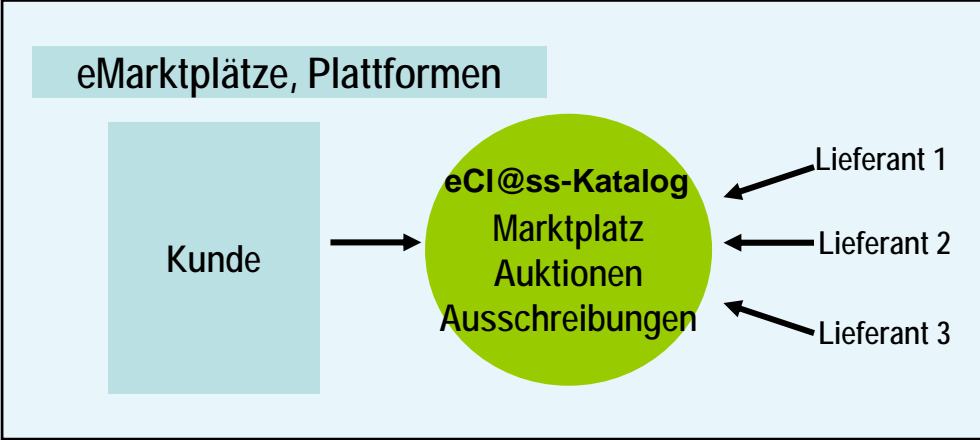 eMarktplätze, Plattformen
Kunde
eCl@ss-Katalog
Marktplatz
Auktionen
Ausschreibungen
Lieferant 1
Lieferant 2
Lieferant 3